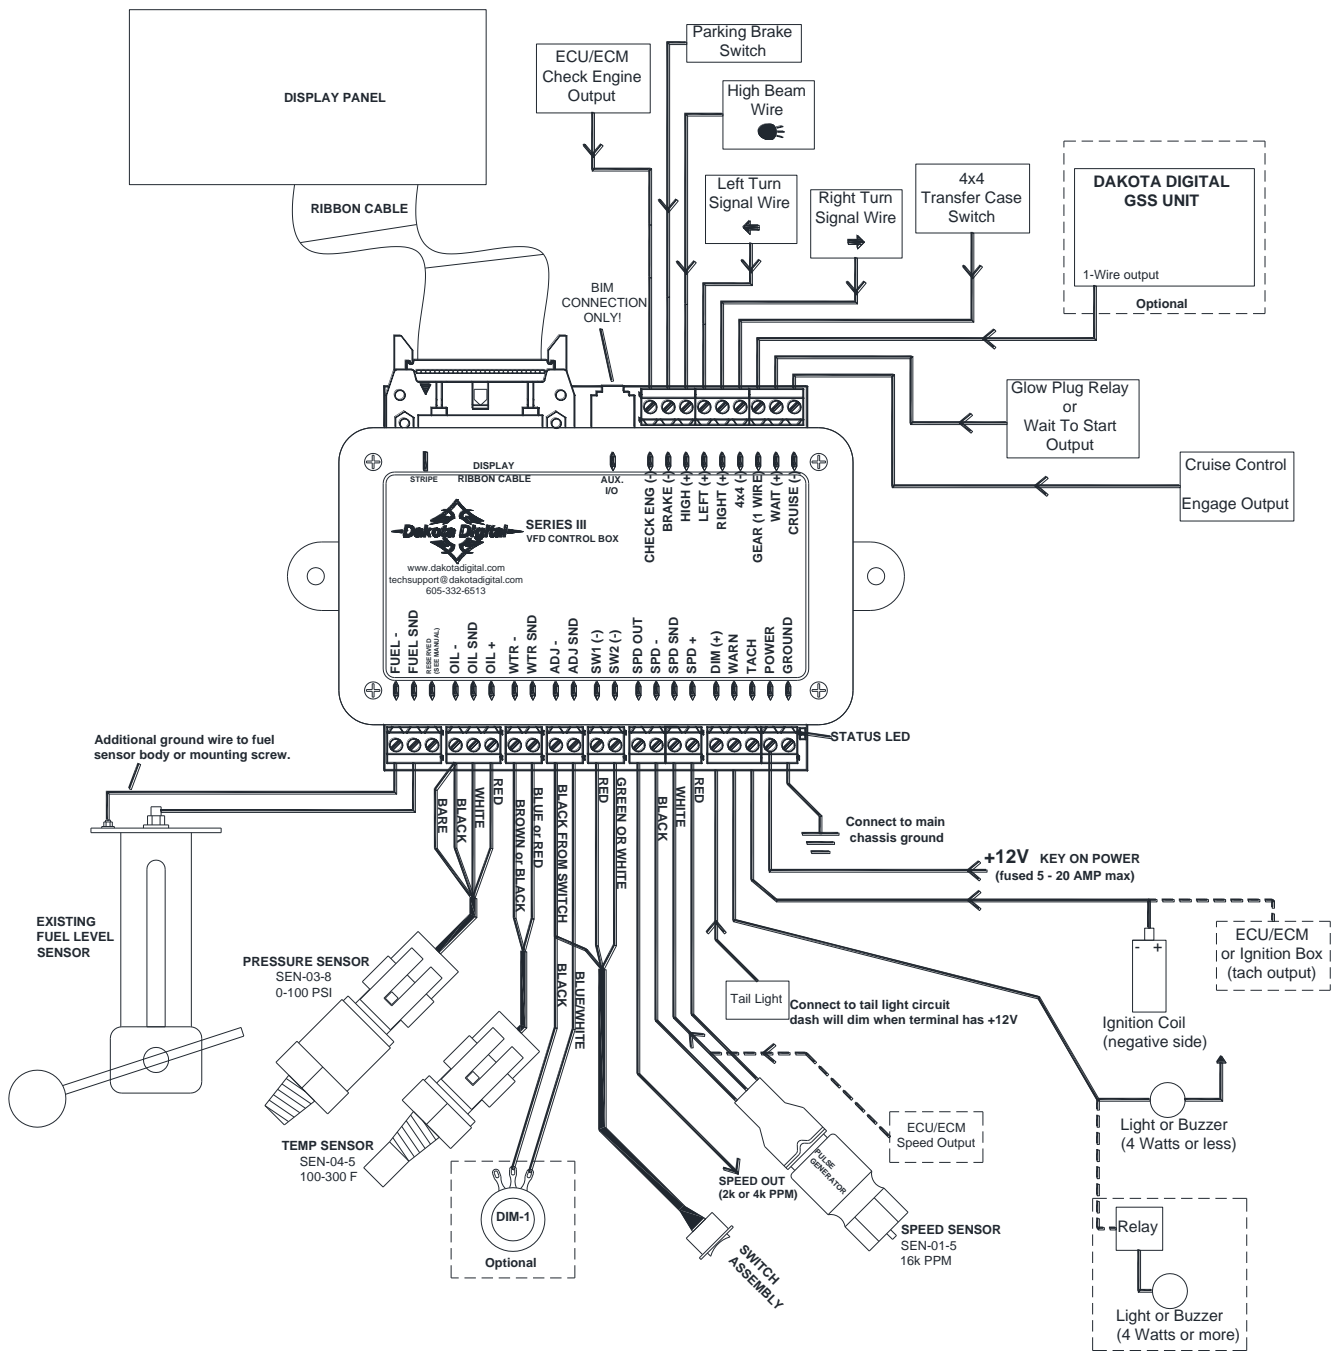 DISPLAY PANEL
RIBBON CABLE
ECU/ECM
Check Engine
Output
Parking Brake
Switch
High Beam
Wire
Left Turn
Signal Wire
Right Turn
Signal Wire
4x4
Transfer Case
Switch
DAKOTA DIGITAL
GSS UNIT
1-Wire output
Optional
BIM
CONNECTION
ONLY!
Glow Plug Relay
or
Wait To Start
Output
Cruise Control
Engage Output
STRIPE
DISPLAY
RIBBON CABLE
AUX.
I/O
CHECK ENG (-)
BRAKE (-)
HIGH (+)
LEFT (+)
RIGHT (+)
4x4 (-)
GEAR (1 WIRE)
WAIT (+)
CRUISE (-)
Dakota Digital
SERIES III
VFD CONTROL BOX
www.dakotadigital.com
techsupport@dakotadigital.com
605-332-6513
FUEL -
FUEL SND
RESERVED
(SEE MANUAL)
OIL -
OIL SND
OIL +
WTR -
WTR SND
ADJ -
ADJ SND
SW1 (-)
SW2 (-)
SPD OUT
SPD -
SPD SND
SPD +
DIM (+)
WARN
TACH
POWER
GROUND
STATUS LED
Additional ground wire to fuel
sensor body or mounting screw.
BARE
BLACK
WHITE
RED
BROWN or BLACK
BLUE or RED
BLACK FROM SWITCH
BLACK
BLUE/WHITE
RED
GREEN OR WHITE
BLACK
WHITE
RED
Connect to main
chassis ground
+12V KEY ON POWER
(fused 5 - 20 AMP max)
EXISTING
FUEL LEVEL
SENSOR
PRESSURE SENSOR
SEN-03-8
0-100 PSI
TEMP SENSOR
SEN-04-5
100-300 F
DIM-1
Optional
SWITCH
ASSEMBLY
SPEED OUT
(2k or 4k PPM)
PULSE
GENERATOR
SPEED SENSOR
SEN-01-5
16k PPM
Tail Light
Connect to tail light circuit
dash will dim when terminal has +12V
ECU/ECM
Speed Output
- +
Ignition Coil
(negative side)
ECU/ECM
or Ignition Box
(tach output)
Light or Buzzer
(4 Watts or less)
Relay
Light or Buzzer
(4 Watts or more)